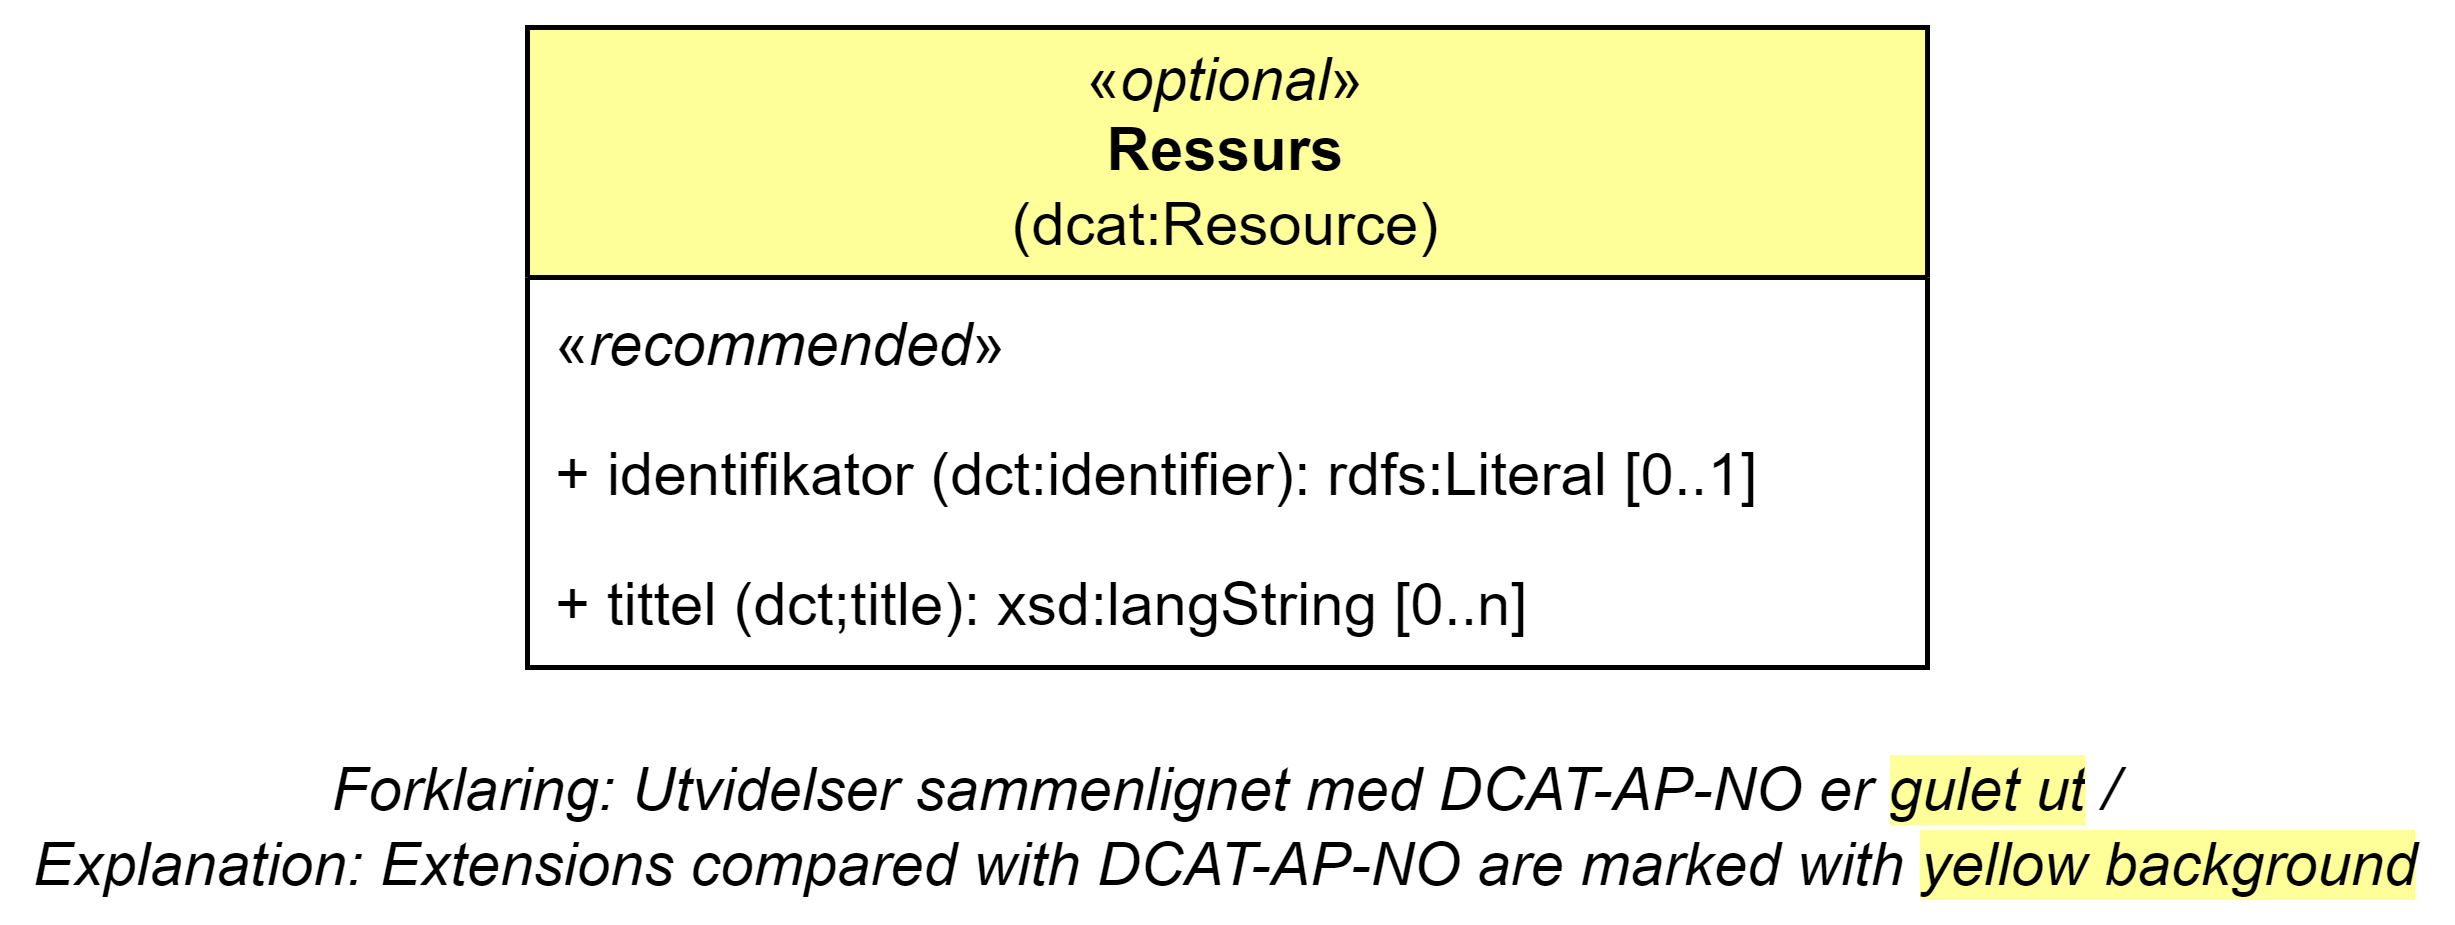 «optional»
Ressurs
(dcat:Resource)
«recommended»
+ identifikator (dct:identifier): rdfs:Literal [0..1]
+ tittel (dct;title): xsd:langString [0..n]
Forklaring: Utvidelser sammenlignet med DCAT-AP-NO er gulet ut /
Explanation: Extensions compared with DCAT-AP-NO are marked with yellow background